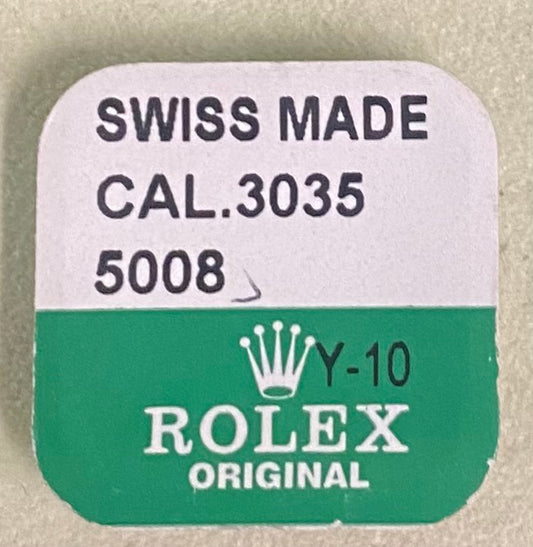 SWISS MADE
CAL.3035
5008
Y-10
ROLEX
ORIGINAL